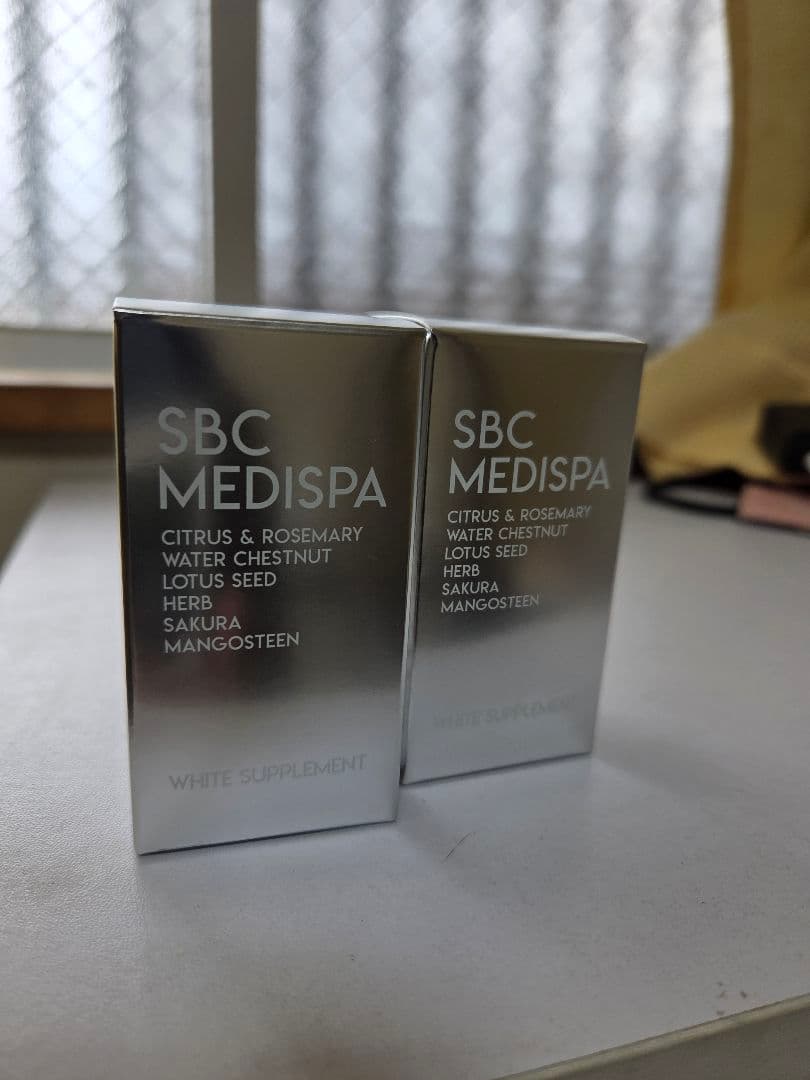 SBC
MEDISPA
CITRUS & ROSEMARY
WATER CHESTNUT
LOTUS SEED
HERB
SAKURA
MANGOSTEEN
WHITE SUPPLEMENT
SBC
MEDISPA
CITRUS & ROSEMARY
WATER CHESTNUT
LOTUS SEED
HERB
SAKURA
MANGOSTEEN
WHITE SUPPLEMENT